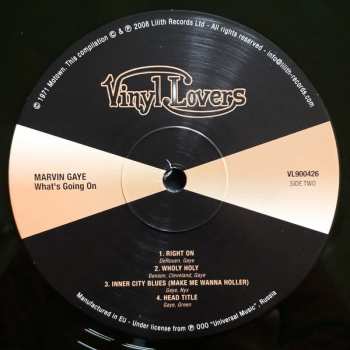 © 1971 Motown. This compilation © & ℗ 2008 Lilith Records Ltd - All rights reserved - info@lilith-records.com
Vinyl Lovers
MARVIN GAYE
What's Going On
VL900426
SIDE TWO
1. RIGHT ON
DeRouen, Gaye
2. WHOLY HOLY
Benson, Cleveland, Gaye
3. INNER CITY BLUES (MAKE ME WANNA HOLLER)
Gaye, Nyx
4. HEAD TITLE
Gaye, Green
Manufactured in EU - Under license from ℗ OOO "Universal Music", Russia